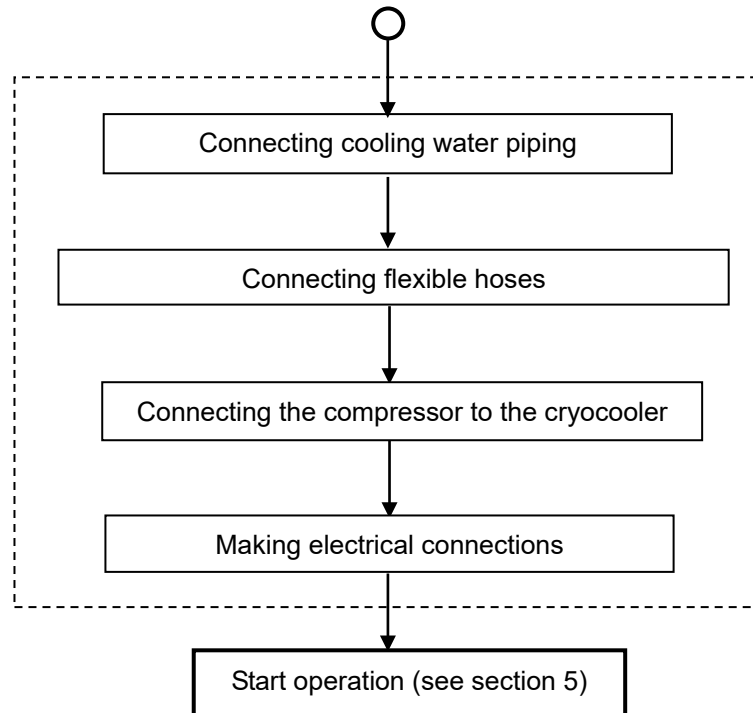 Connecting cooling water piping
Connecting flexible hoses
Connecting the compressor to the cryocooler
Making electrical connections
Start operation (see section 5)